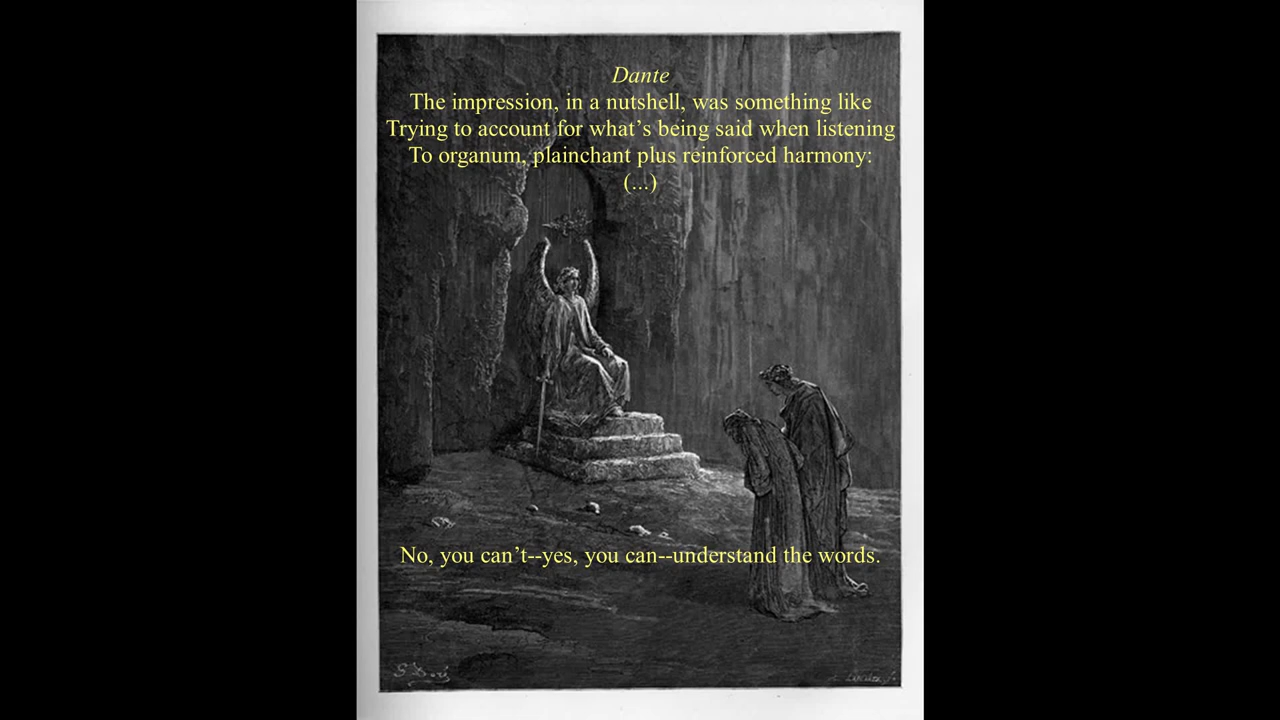 Dante
The impression, in a nutshell, was something like
Trying to account for what’s being said when listening
To organum, plainchant plus reinforced harmony:
(...)
No, you can’t--yes, you can--understand the words.
G. Doré